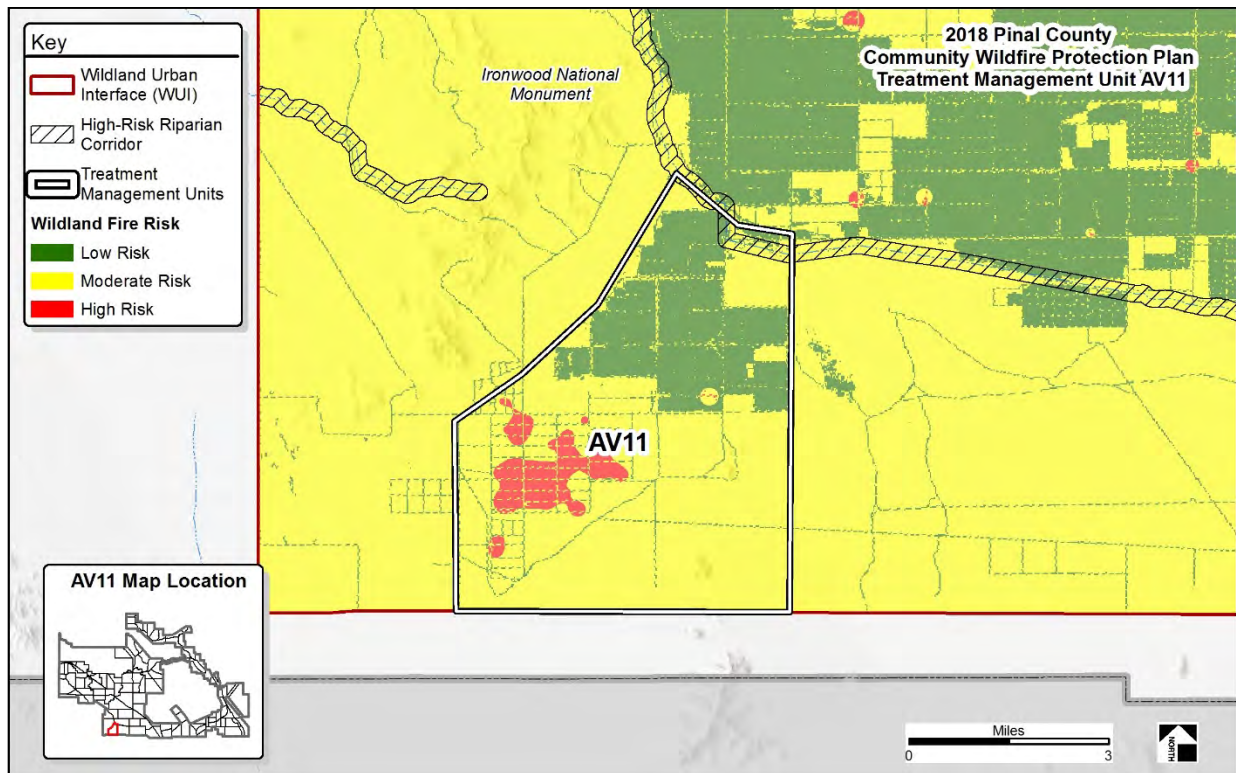 Key
Wildland Urban
Interface (WUI)
High-Risk Riparian
Corridor
Treatment
Management Units
Wildland Fire Risk
Low Risk
Moderate Risk
High Risk
Ironwood National
Monument
2018 Pinal County
Community Wildfire Protection Plan
Treatment Management Unit AV11
AV11
AV11 Map Location
Miles
0 3
NORTH